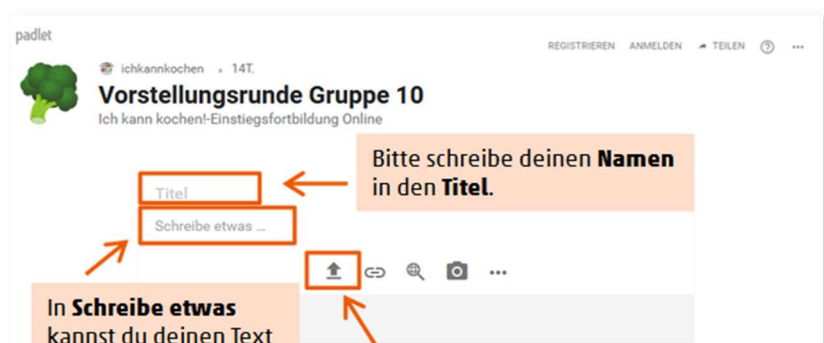 padlet
REGISTRIEREN ANMELDEN TEILEN ? ...
ichkannkochen • 14T.
Vorstellungsrunde Gruppe 10
Ich kann kochen!-Einstiegsfortbildung Online
Bitte schreibe deinen Namen
in den Titel.
Titel
Schreibe etwas ...
In Schreibe etwas
kannst du deinen Text